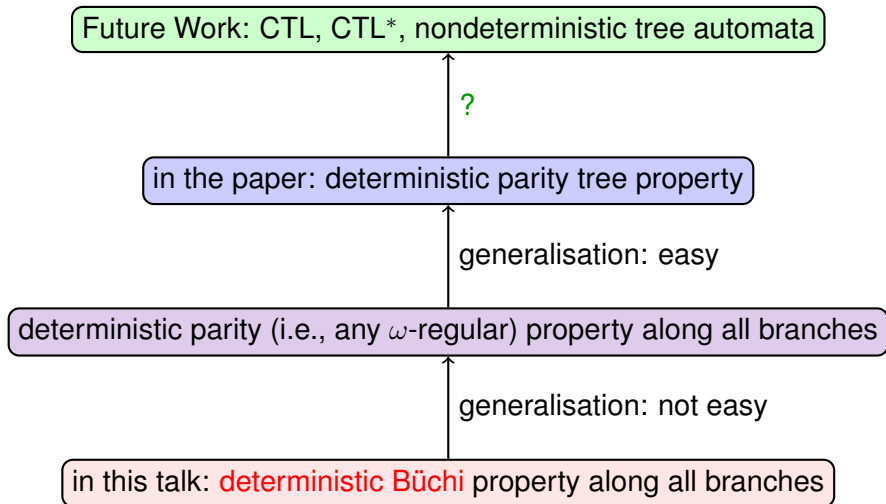 Future Work: CTL, CTL*, nondeterministic tree automata
?
in the paper: deterministic parity tree property
generalisation: easy
deterministic parity (i.e., any ω-regular) property along all branches
generalisation: not easy
in this talk: deterministic Büchi property along all branches